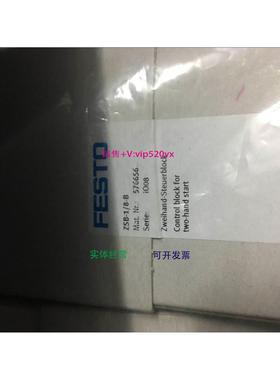 销售+V:vip520yx
FESTO
ZSB-1/8-B
Mat. Nr.: 576656
Serie: IO08
Zweihand-Steuerblock
Control block for
two-hand start
实体经营
可开发票